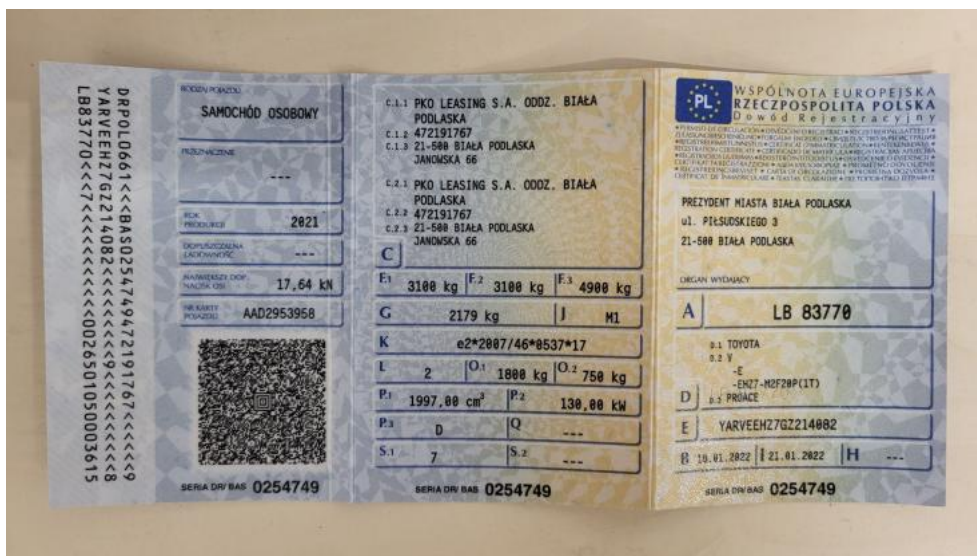 DRPPOL0661<<<BAS0254749472191767<<<<<9
YARVEEHZ7GZ214082<<<<<<<9<<<<<<<<<8
LB83770<<<7<<<<<<<<0026501050003615
RODZAJ POJAZDU
SAMOCHÓD OSOBOWY
PRZEZNACZENIE
---
ROK PRODUKCJI
2021
DOPUSZCZALNA ŁADOWNOŚĆ
---
NAJWIĘKSZY DOP. NACISK OSI
17,64 kN
NR KARTY POJAZDU
AAD2953958
SERIA DR/ BAS 0254749
C.1.1 PKO LEASING S.A. ODDZ. BIAŁA
PODLASKA
C.1.2 472191767
C.1.3 21-500 BIAŁA PODLASKA
JANOWSKA 66
C.2.1 PKO LEASING S.A. ODDZ. BIAŁA
PODLASKA
C.2.2 472191767
C.2.3 21-500 BIAŁA PODLASKA
JANOWSKA 66
C
F.1 3100 kg F.2 3100 kg F.3 4900 kg
G 2179 kg J M1
K e2*2007/46*0537*17
L 2 O.1 1800 kg O.2 750 kg
P.1 1997,00 cm³ P.2 130,00 kW
P.3 D Q ---
S.1 7 S.2 ---
SERIA DR/ BAS 0254749
PL
WSPÓLNOTA EUROPEJSKA
RZECZPOSPOLITA POLSKA
Dowód Rejestracyjny
PREZYDENT MIASTA BIAŁA PODLASKA
ul. PIŁSUDSKIEGO 3
21-500 BIAŁA PODLASKA
ORGAN WYDAJĄCY
A LB 83770
D.1 TOYOTA
D.2 V
-E
-EHZ7-M2F20P(1T)
D D.3 PROACE
E YARVEEHZ7GZ214082
B 10.01.2022 I 21.01.2022 H ---
SERIA DR/ BAS 0254749